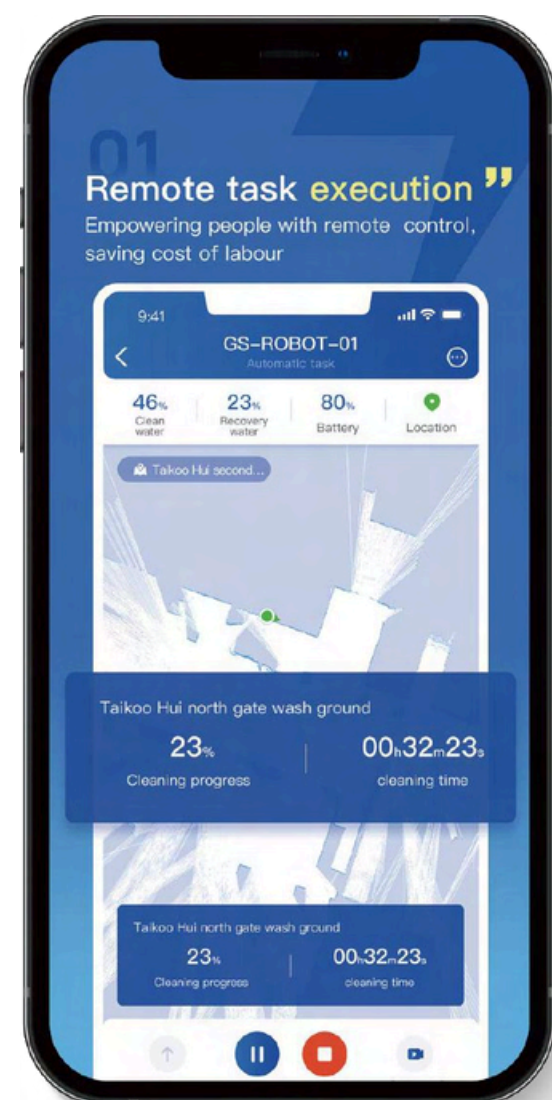 01
Remote task execution ”
Empowering people with remote control,
saving cost of labour
9:41
GS-ROBOT-01
Automatic task
46%
Clean
water
23%
Recovery
water
80%
Battery
Location
Taikoo Hui second...
Taikoo Hui north gate wash ground
23%
Cleaning progress
00h32m23s
cleaning time
Taikoo Hui north gate wash ground
23%
Cleaning progress
00h32m23s
cleaning time